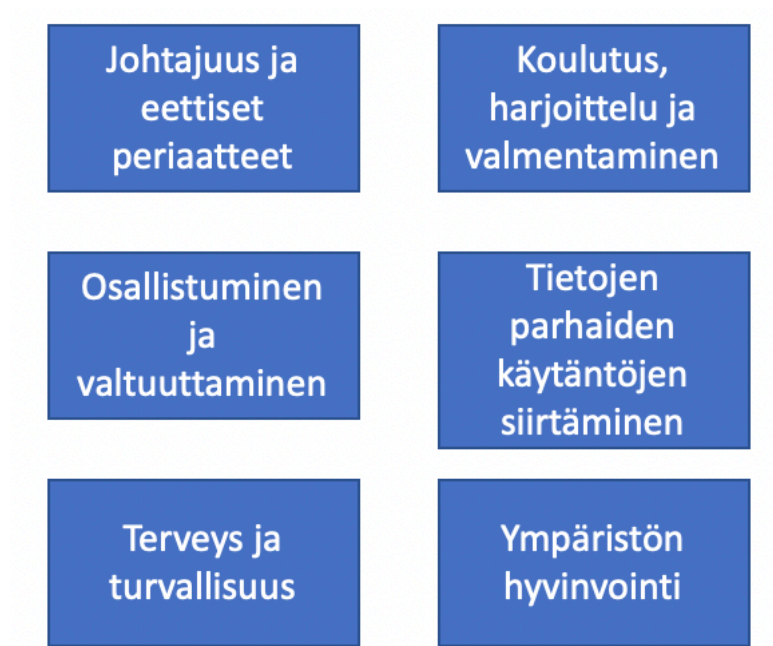 Johtajuus ja
eettiset
periaatteet
Koulutus,
harjoittelu ja
valmentaminen
Osallistuminen
ja
valtuuttaminen
Tietojen
parhaiden
käytäntöjen
siirtäminen
Terveys ja
turvallisuus
Ympäristön
hyvinvointi